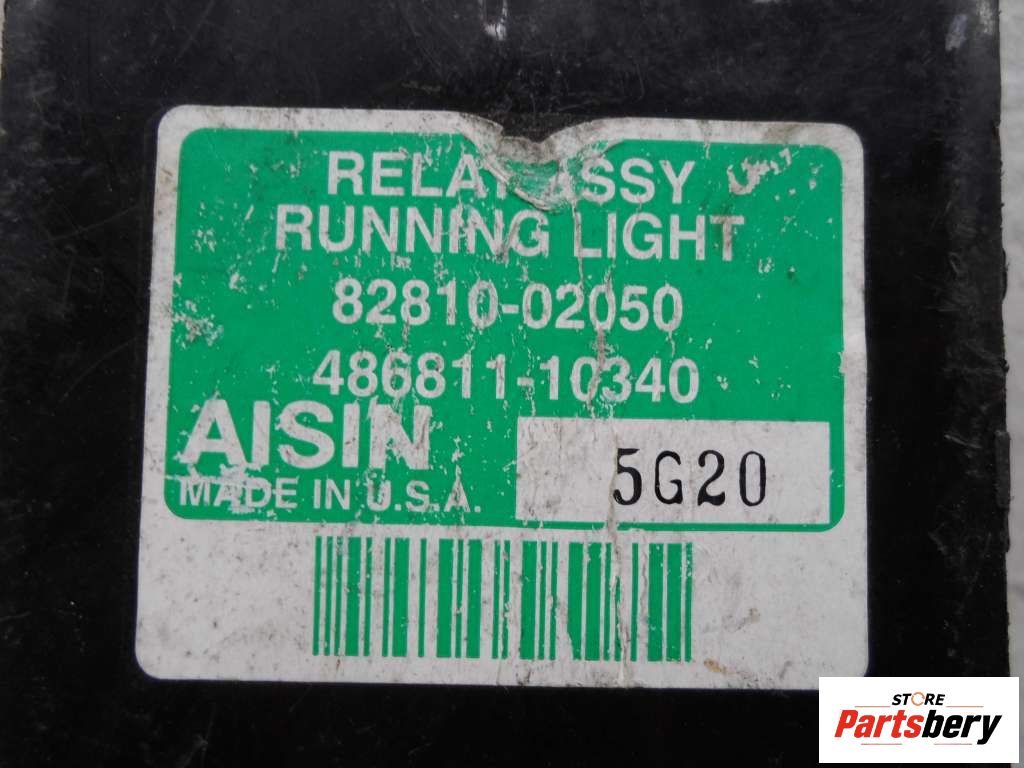 RELAY ASSY
RUNNING LIGHT
82810-02050
486811-10340
AISIN
MADE IN U.S.A.
5G20
STORE
Partsbery